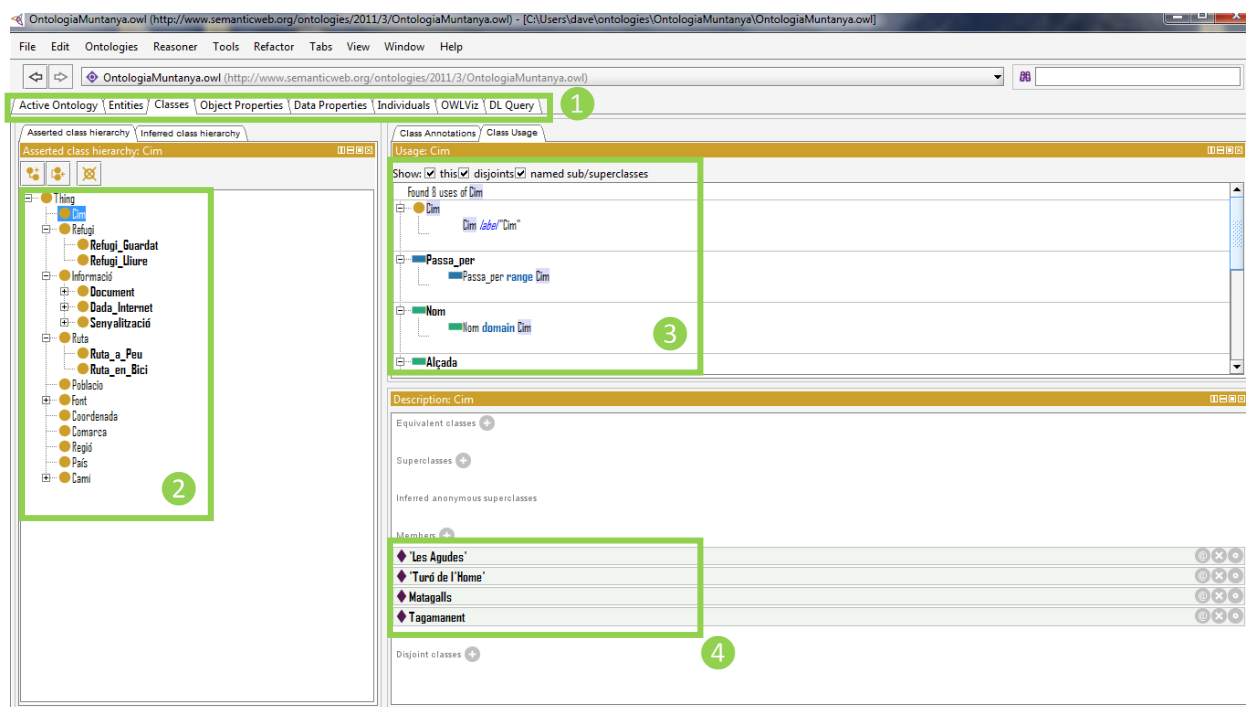 OntologiaMuntanya.owl (http://www.semanticweb.org/ontologies/2011/3/OntologiaMuntanya.owl) - [C:\Users\dave\ontologies\OntologiaMuntanya\OntologiaMuntanya.owl]
File Edit Ontologies Reasoner Tools Refactor Tabs View Window Help
OntologiaMuntanya.owl (http://www.semanticweb.org/ontologies/2011/3/OntologiaMuntanya.owl)
Active Ontology Entities Classes Object Properties Data Properties Individuals OWLViz DL Query 1
Asserted class hierarchy Inferred class hierarchy
Asserted class hierarchy: Cim
Thing
Cim
Refugi
Refugi_Guardat
Refugi_Lliure
Informació
Document
Dada_Internet
Senyalització
Ruta
Ruta_a_Peu
Ruta_en_Bici
Poblacio
Font
Coordenada
Comarca
Regió
País
Camí
2
Class Annotations Class Usage
Usage: Cim
Show: this disjoints named sub/superclasses
Found 8 uses of Cim
Cim
Cim label "Cim"
Passa_per
Passa_per range Cim
Nom
Nom domain Cim
3
Alçada
Description: Cim
Equivalent classes
Superclasses
Inferred anonymous superclasses
Members
'Les Agudes'
'Turó de l'Home'
Matagalls
Tagamanent
4
Disjoint classes